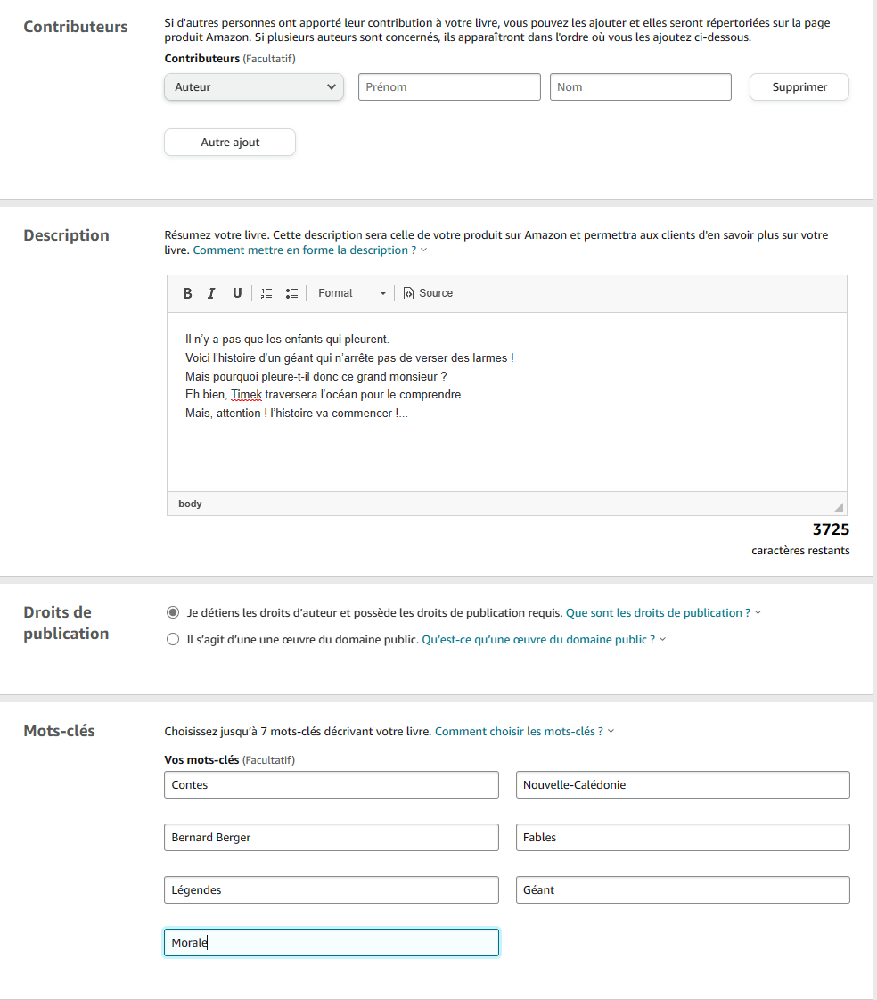 Contributeurs
Si d'autres personnes ont apporté leur contribution à votre livre, vous pouvez les ajouter et elles seront répertoriées sur la page
produit Amazon. Si plusieurs auteurs sont concernés, ils apparaîtront dans l'ordre où vous les ajoutez ci-dessous.
Contributeurs (Facultatif)
Auteur Prénom Nom Supprimer
Autre ajout
Description
Résumez votre livre. Cette description sera celle de votre produit sur Amazon et permettra aux clients d'en savoir plus sur votre
livre. Comment mettre en forme la description ?
B I U Format Source
Il n’y a pas que les enfants qui pleurent.
Voici l’histoire d’un géant qui n’arrête pas de verser des larmes !
Mais pourquoi pleure-t-il donc ce grand monsieur ?
Eh bien, Timek traversera l’océan pour le comprendre.
Mais, attention ! l’histoire va commencer !...
body
3725
caractères restants
Droits de
publication
Je détiens les droits d’auteur et possède les droits de publication requis. Que sont les droits de publication ?
Il s’agit d’une une œuvre du domaine public. Qu’est-ce qu’une œuvre du domaine public ?
Mots-clés
Choisissez jusqu’à 7 mots-clés décrivant votre livre. Comment choisir les mots-clés ?
Vos mots-clés (Facultatif)
Contes Nouvelle-Calédonie
Bernard Berger Fables
Légendes Géant
Morale